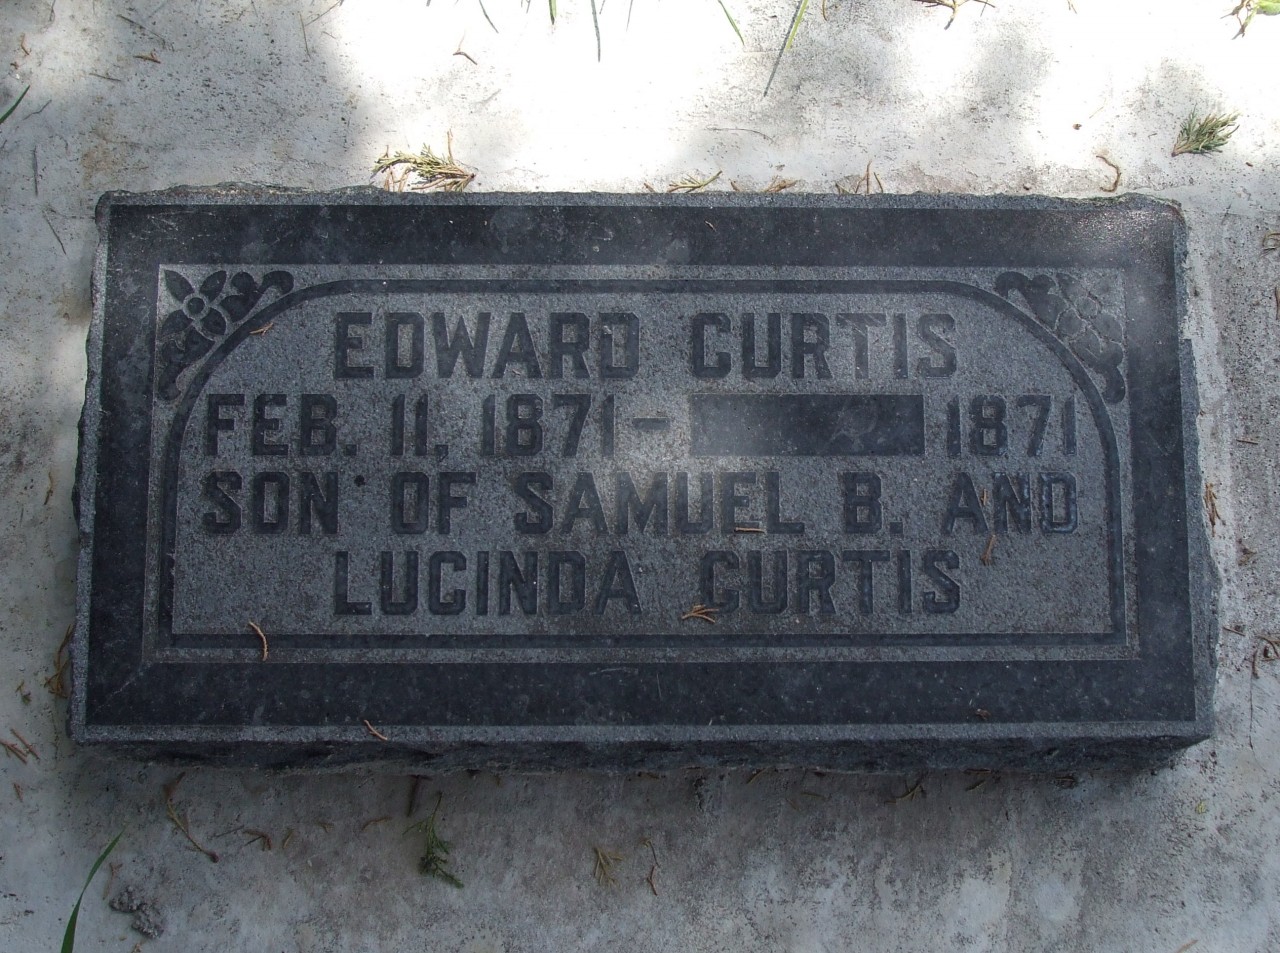 EDWARD CURTIS
FEB. 11, 1871- 1871
SON OF SAMUEL B. AND
LUCINDA CURTIS